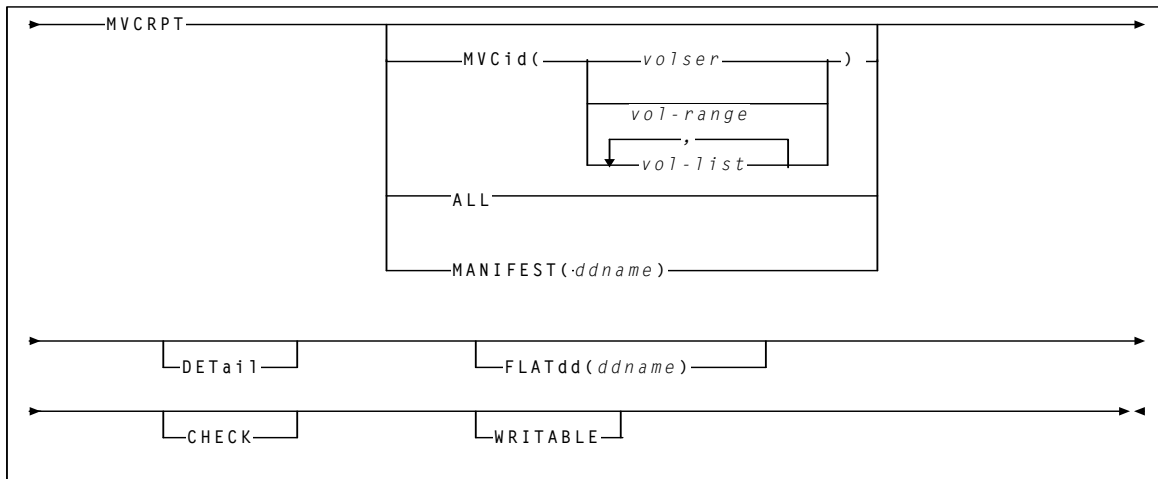 MVCRPT
MVCid( volser )
vol-range
,
vol-list
ALL
MANIFEST(ddname)
DETail FLATdd(ddname)
CHECK WRITABLE